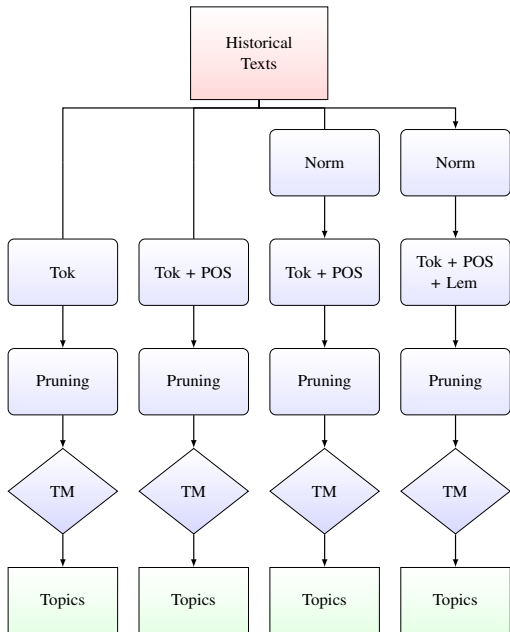 Historical
Texts
Norm
Norm
Tok
Tok + POS
Tok + POS
Tok + POS
+ Lem
Pruning
Pruning
Pruning
Pruning
TM
TM
TM
TM
Topics
Topics
Topics
Topics